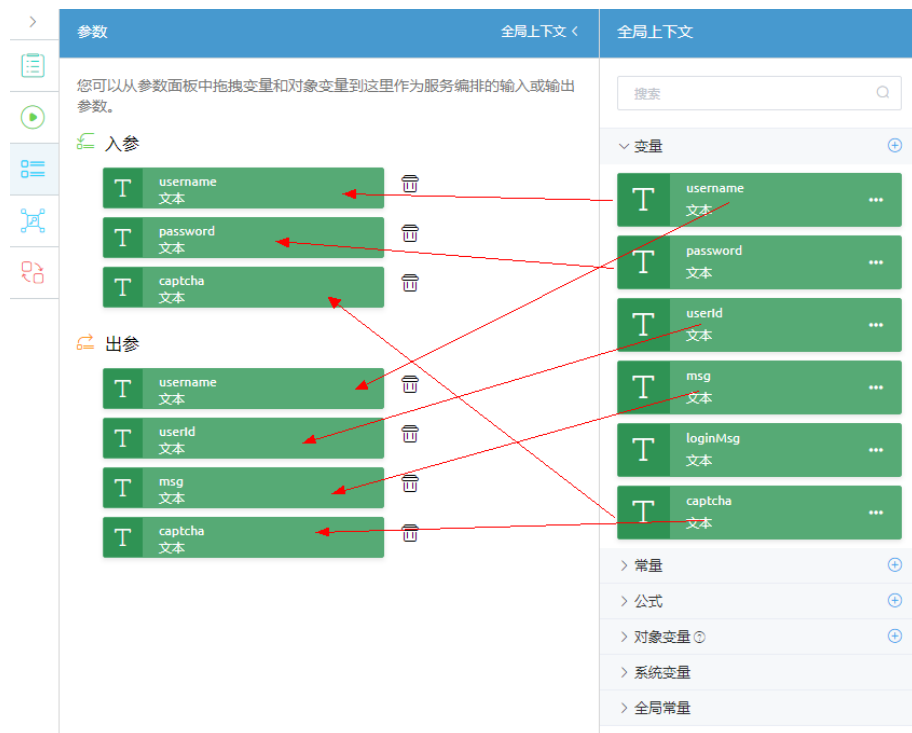 参数
全局上下文
您可以从参数面板中拖拽变量和对象变量到这里作为服务编排的输入或输出
参数。
入参
T
username
文本
T
password
文本
T
captcha
文本
出参
T
username
文本
T
userId
文本
T
msg
文本
T
captcha
文本
全局上下文
搜索
变量
T
username
文本
T
password
文本
T
userId
文本
T
msg
文本
T
loginMsg
文本
T
captcha
文本
常量
公式
对象变量
系统变量
全局常量